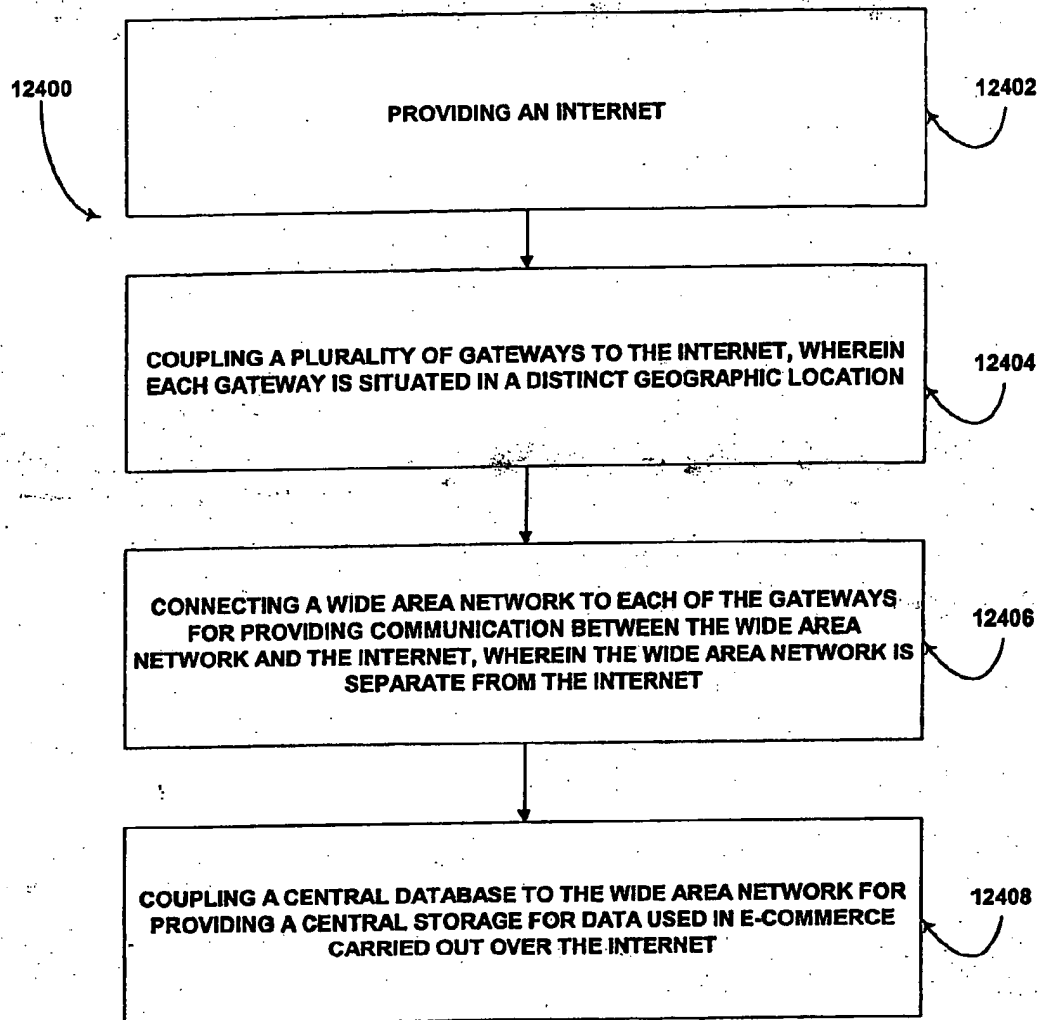 12400
PROVIDING AN INTERNET
12402
COUPLING A PLURALITY OF GATEWAYS TO THE INTERNET, WHEREIN
EACH GATEWAY IS SITUATED IN A DISTINCT GEOGRAPHIC LOCATION
12404
CONNECTING A WIDE AREA NETWORK TO EACH OF THE GATEWAYS
FOR PROVIDING COMMUNICATION BETWEEN THE WIDE AREA
NETWORK AND THE INTERNET, WHEREIN THE WIDE AREA NETWORK IS
SEPARATE FROM THE INTERNET
12406
COUPLING A CENTRAL DATABASE TO THE WIDE AREA NETWORK FOR
PROVIDING A CENTRAL STORAGE FOR DATA USED IN E-COMMERCE
CARRIED OUT OVER THE INTERNET
12408